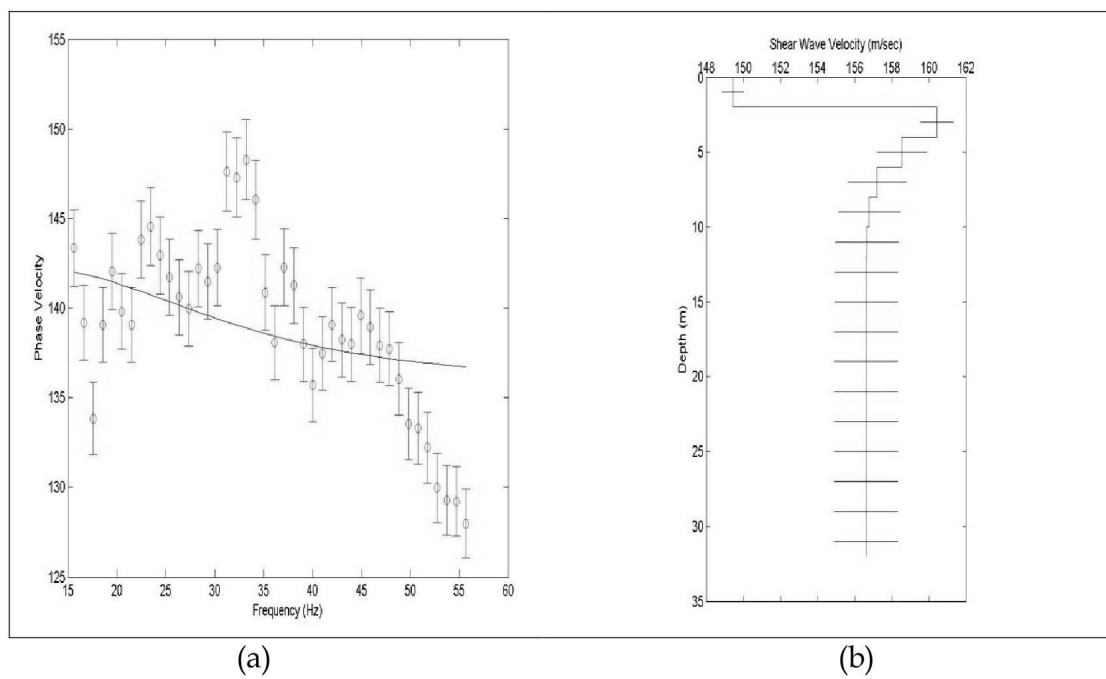 155
150
145
140
135
130
125
Phase Velocity
15 20 25 30 35 40 45 50 55 60
Frequency (Hz)
(a)
Shear Wave Velocity (m/sec)
148 150 152 154 156 158 160 162
0
5
10
15
20
25
30
35
Depth (m)
(b)